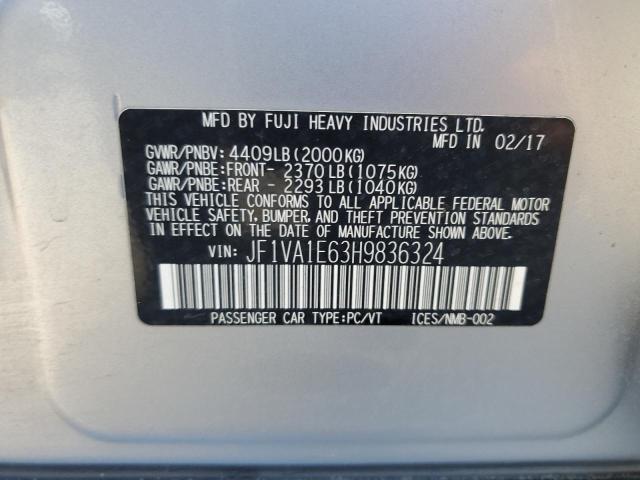 MFD BY FUJI HEAVY INDUSTRIES LTD.
MFD IN 02/17
GVWR/PNBV: 4409LB(2000KG)
GAWR/PNBE:FRONT- 2370LB(1075KG)
GAWR/PNBE:REAR - 2293LB(1040KG)
THIS VEHICLE CONFORMS TO ALL APPLICABLE FEDERAL MOTOR
VEHICLE SAFETY, BUMPER, AND THEFT PREVENTION STANDARDS
IN EFFECT ON THE DATE OF MANUFACTURE SHOWN ABOVE.
VIN: JF1VA1E63H9836324
PASSENGER CAR TYPE:PC/VT ICES/NMB-002